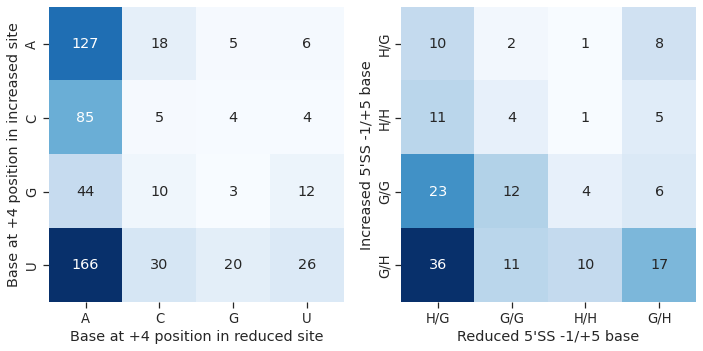 Base at +4 position in increased site
A 127 18 5 6
C 85 5 4 4
G 44 10 3 12
U 166 30 20 26
A C G U
Base at +4 position in reduced site
Increased 5'SS -1/+5 base
H/G 10 2 1 8
H/H 11 4 1 5
G/G 23 12 4 6
G/H 36 11 10 17
H/G G/G H/H G/H
Reduced 5'SS -1/+5 base